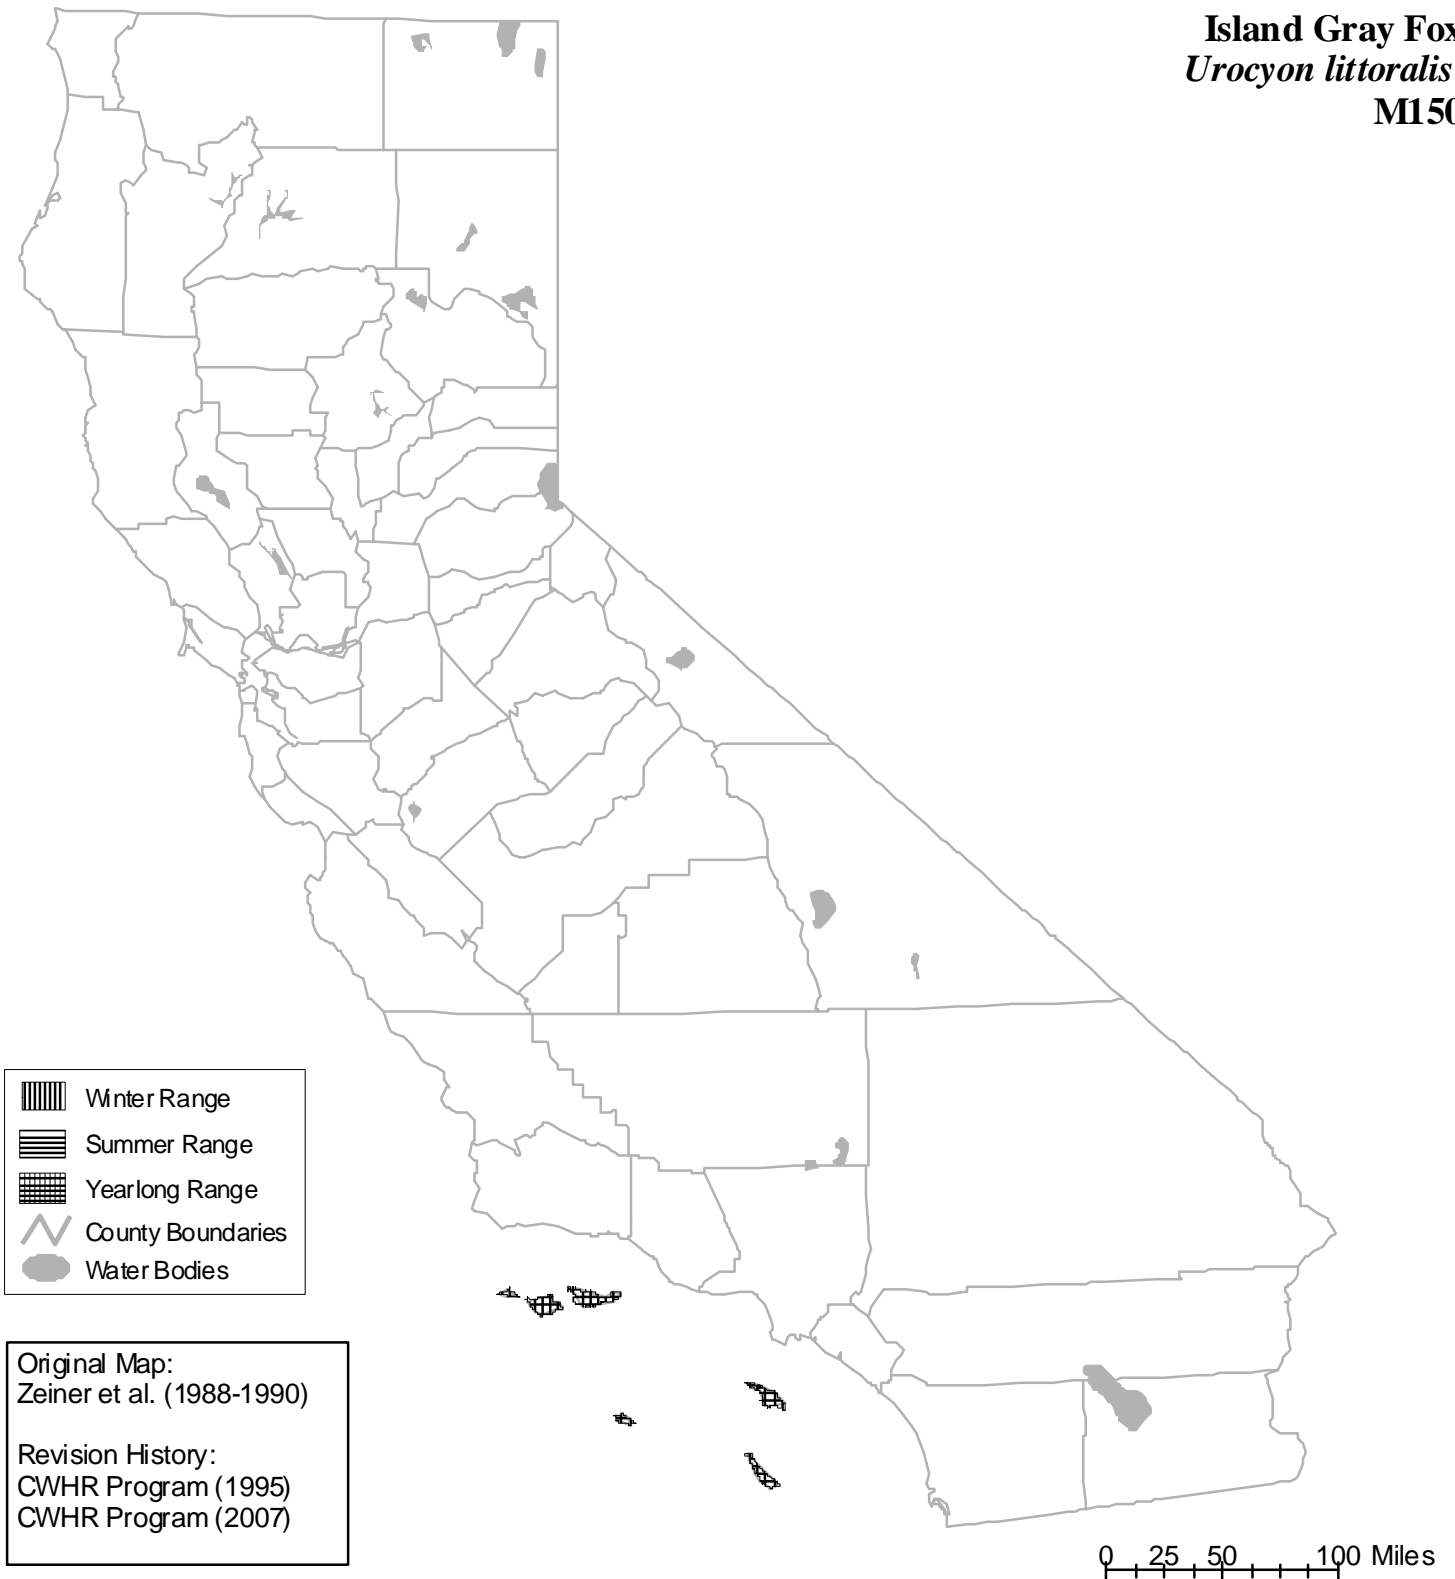 Island Gray Fox
Urocyon littoralis
M150
Winter Range
Summer Range
Yearlong Range
County Boundaries
Water Bodies
Original Map:
Zeiner et al. (1988-1990)
Revision History:
CWHR Program (1995)
CWHR Program (2007)
0 25 50 100 Miles